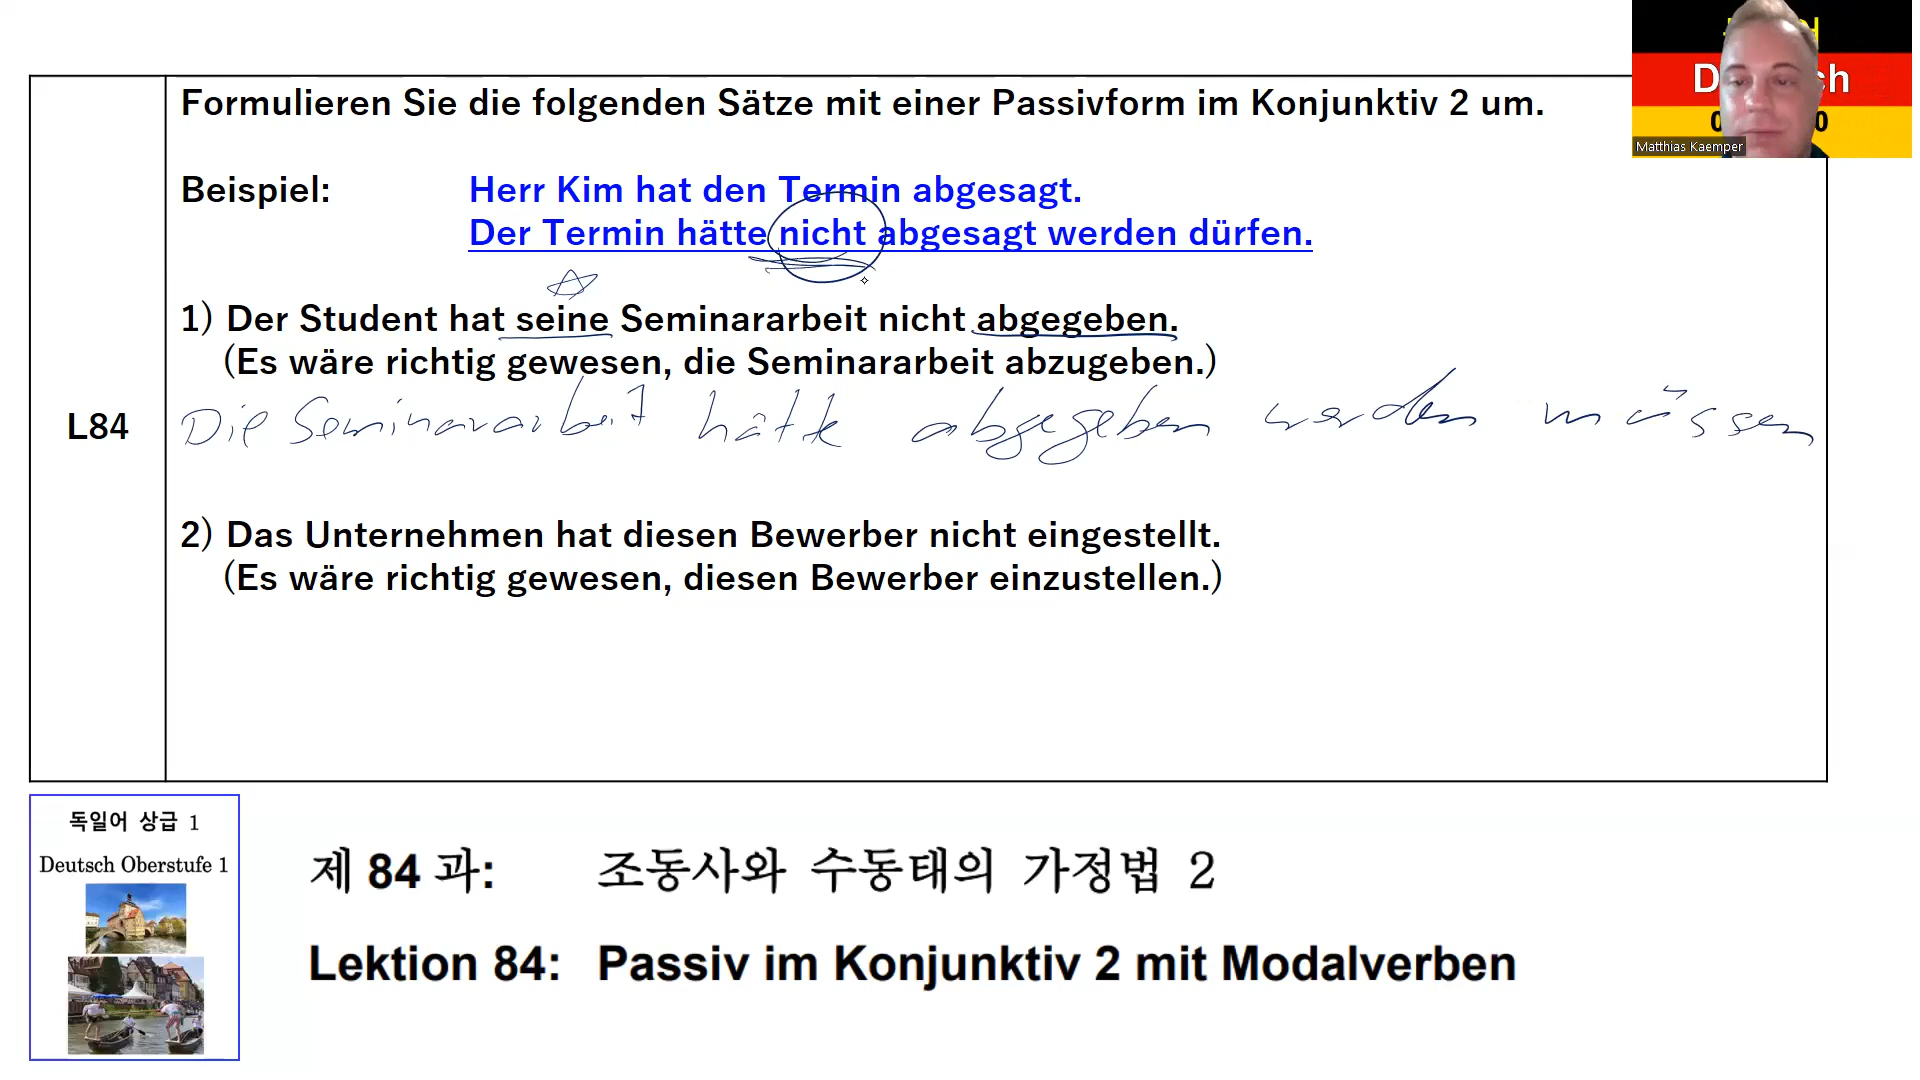 Formulieren Sie die folgenden Sätze mit einer Passivform im Konjunktiv 2 um.
Beispiel: Herr Kim hat den Termin abgesagt.
Der Termin hätte nicht abgesagt werden dürfen.
1) Der Student hat seine Seminararbeit nicht abgegeben.
(Es wäre richtig gewesen, die Seminararbeit abzugeben.)
Die Seminararbeit hätte abgegeben werden müssen
L84
2) Das Unternehmen hat diesen Bewerber nicht eingestellt.
(Es wäre richtig gewesen, diesen Bewerber einzustellen.)
Matthias Kaemper
독일어 상급 1
Deutsch Oberstufe 1
제 84 과: 조동사와 수동태의 가정법 2
Lektion 84: Passiv im Konjunktiv 2 mit Modalverben